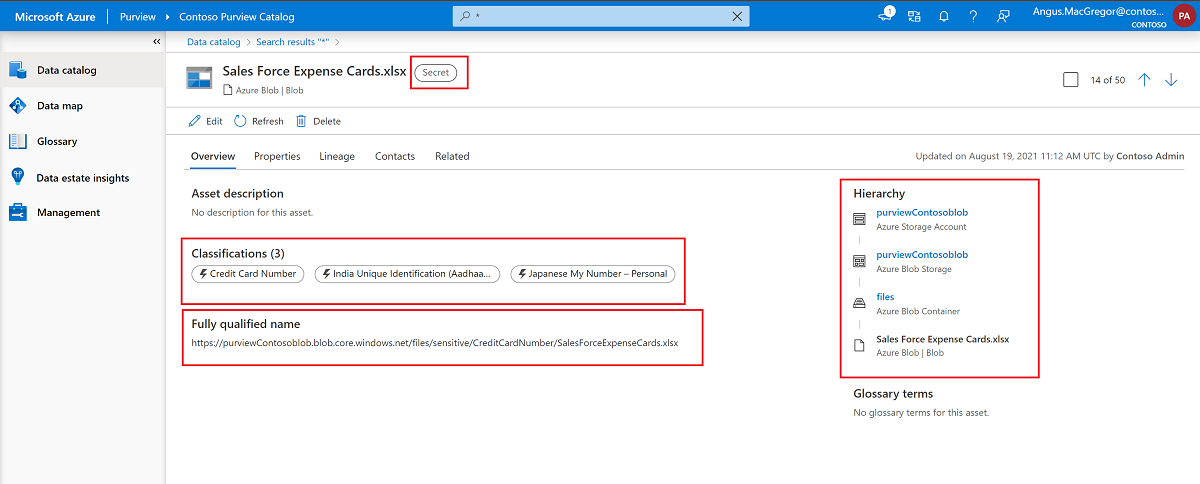 Microsoft Azure Purview Contoso Purview Catalog * 1 Angus.MacGregor@contos...
CONTOSO
PA
Data catalog Search results "*"
Data catalog
Data map
Glossary
Data estate insights
Management
Sales Force Expense Cards.xlsx Secret
Azure Blob | Blob
14 of 50
Edit Refresh Delete
Overview Properties Lineage Contacts Related
Updated on August 19, 2021 11:12 AM UTC by Contoso Admin
Asset description
No description for this asset.
Classifications (3)
Credit Card Number India Unique Identification (Aadhaa... Japanese My Number – Personal
Fully qualified name
https://purviewContosoblob.blob.core.windows.net/files/sensitive/CreditCardNumber/SalesForceExpenseCards.xlsx
Hierarchy
purviewContosoblob
Azure Storage Account
purviewContosoblob
Azure Blob Storage
files
Azure Blob Container
Sales Force Expense Cards.xlsx
Azure Blob | Blob
Glossary terms
No glossary terms for this asset.